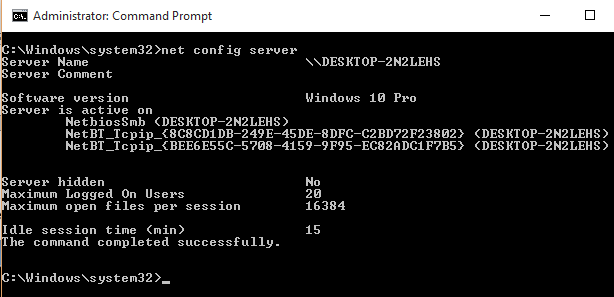 Administrator: Command Prompt
C:\Windows\system32>net config server
Server Name                           \\DESKTOP-2N2LEHS
Server Comment
Software version                      Windows 10 Pro
Server is active on
        NetbiosSmb (DESKTOP-2N2LEHS)
        NetBT_Tcpip_{8C8CD1DB-249E-45DE-8DFC-C2BD72F23802} (DESKTOP-2N2LEHS)
        NetBT_Tcpip_{BEE6E55C-5708-4159-9F95-EC82ADC1F7B5} (DESKTOP-2N2LEHS)
Server hidden                         No
Maximum Logged On Users               20
Maximum open files per session        16384
Idle session time (min)               15
The command completed successfully.
C:\Windows\system32>_